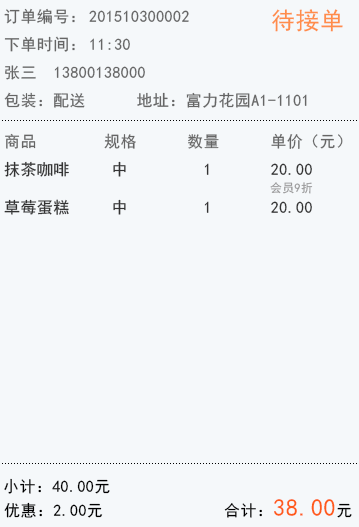 订单编号：201510300002 待接单
下单时间：11:30
张三 13800138000
包装：配送 地址：富力花园A1-1101
商品 规格 数量 单价（元）
抹茶咖啡 中 1 20.00
会员9折
草莓蛋糕 中 1 20.00
小计：40.00元
优惠：2.00元 合计：38.00元